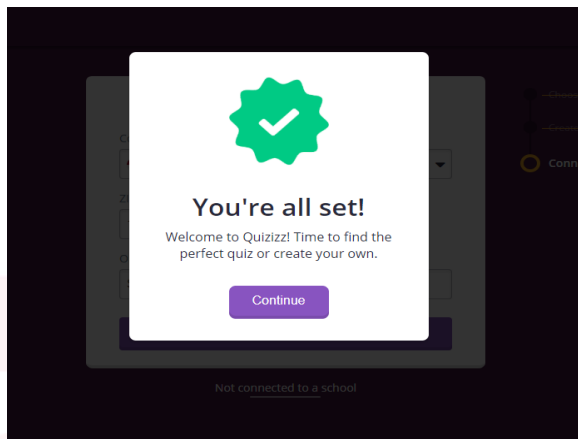 You're all set!
Welcome to Quizizz! Time to find the
perfect quiz or create your own.
Continue
Conn
Not connected to a school